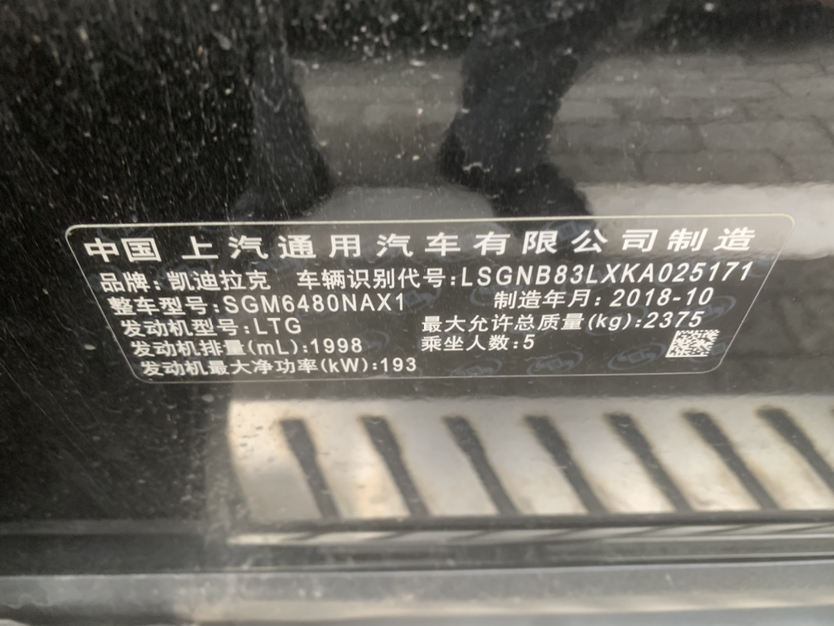 中国 上汽通用汽车有限公司制造
品牌: 凯迪拉克 车辆识别代号:LSGNB83LXKA025171
整车型号:SGM6480NAX1 制造年月: 2018-10
发动机型号:LTG 最大允许总质量(kg):2375
发动机排量(mL):1998 乘坐人数:5
发动机最大净功率(kW):193